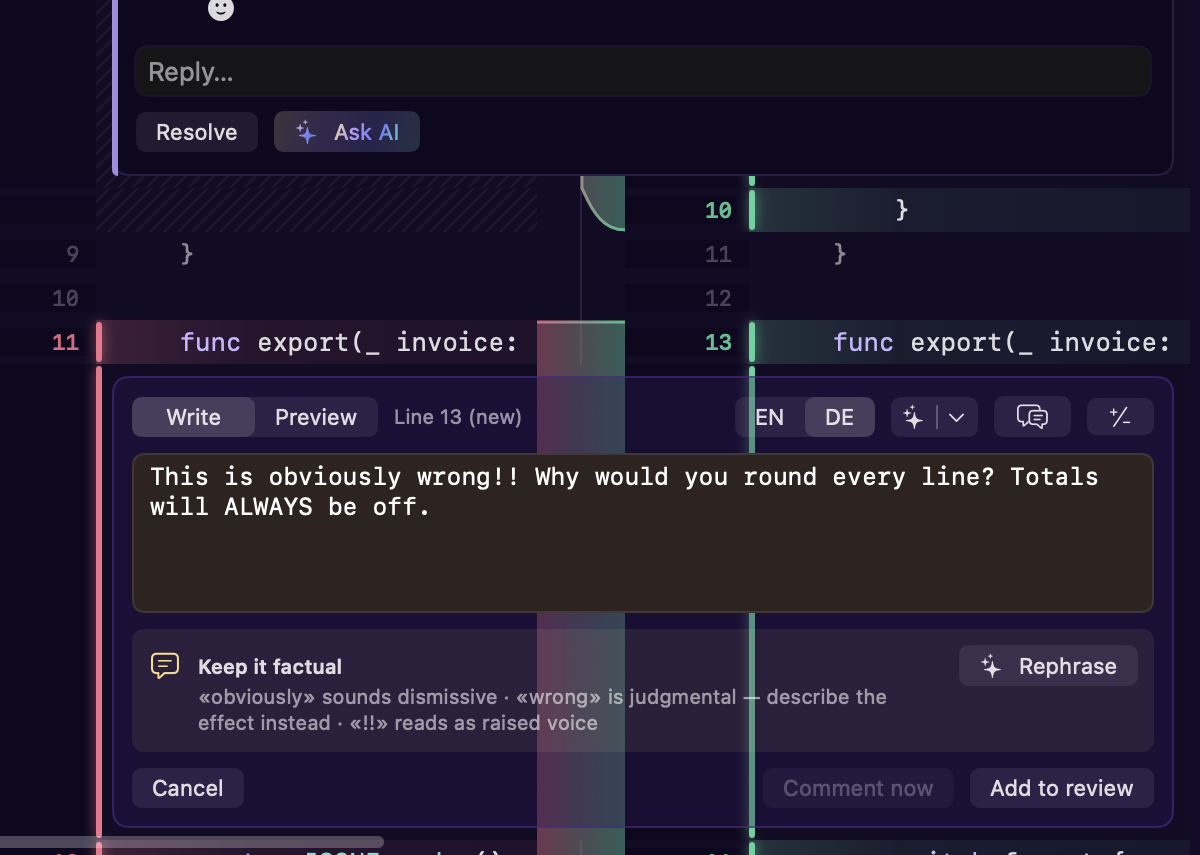 Reply...
Resolve
Ask AI
10 }
9 } 11 }
10 12
11 func export(_ invoice: 13 func export(_ invoice:
Write Preview Line 13 (new) EN DE
This is obviously wrong!! Why would you round every line? Totals
will ALWAYS be off.
Keep it factual
Rephrase
«obviously» sounds dismissive · «wrong» is judgmental — describe the
effect instead · «!!» reads as raised voice
Cancel Comment now Add to review